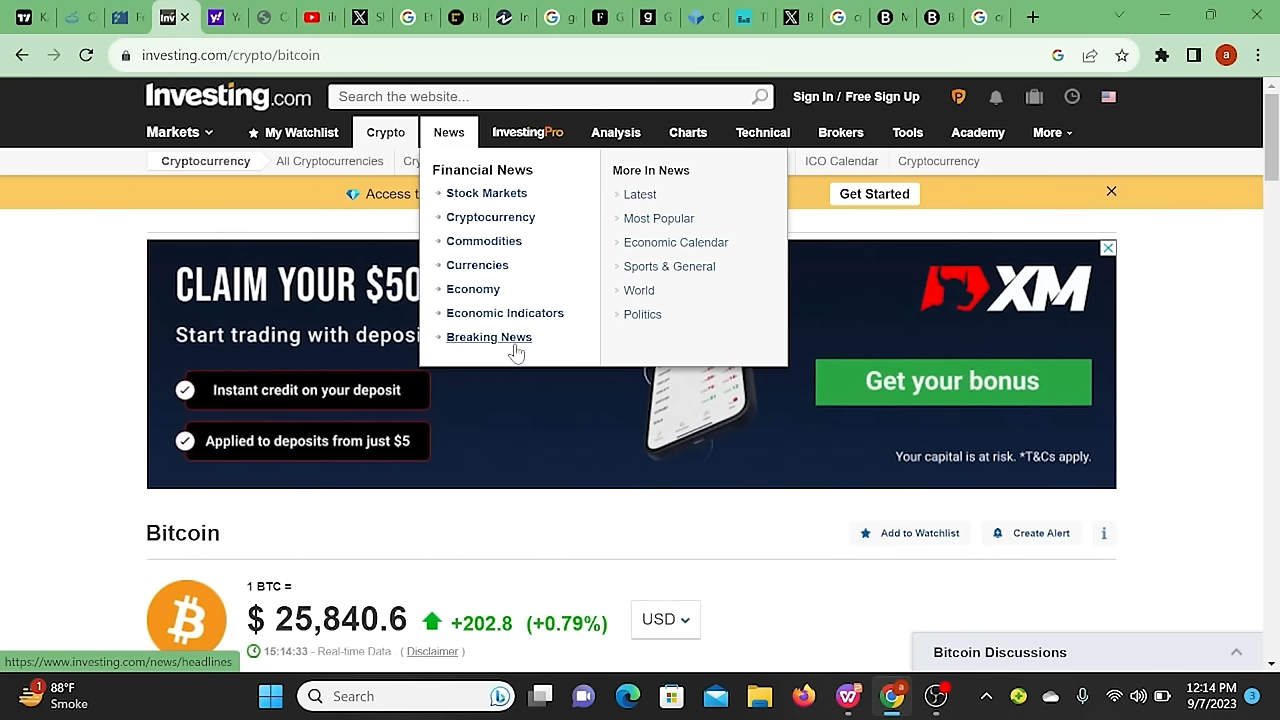 investing.com/crypto/bitcoin
Investing.com
Search the website...
Sign In / Free Sign Up
Markets
My Watchlist
Crypto
News
InvestingPro
Analysis
Charts
Technical
Brokers
Tools
Academy
More
Cryptocurrency
All Cryptocurrencies
ICO Calendar
Cryptocurrency
Financial News
Stock Markets
Cryptocurrency
Commodities
Currencies
Economy
Economic Indicators
Breaking News
More In News
Latest
Most Popular
Economic Calendar
Sports & General
World
Politics
Access
Get Started
CLAIM YOUR $50
Start trading with
Instant credit on your deposit
Applied to deposits from just $5
XM
Get your bonus
Your capital is at risk. *T&Cs apply.
Bitcoin
Add to Watchlist
Create Alert
1 BTC =
$ 25,840.6 +202.8 (+0.79%)
USD
15:14:33 - Real-time Data ( Disclaimer )
Bitcoin Discussions
https://www.investing.com/news/headlines
1
88°F
Smoke
Search
12:14 PM
9/7/2023
3